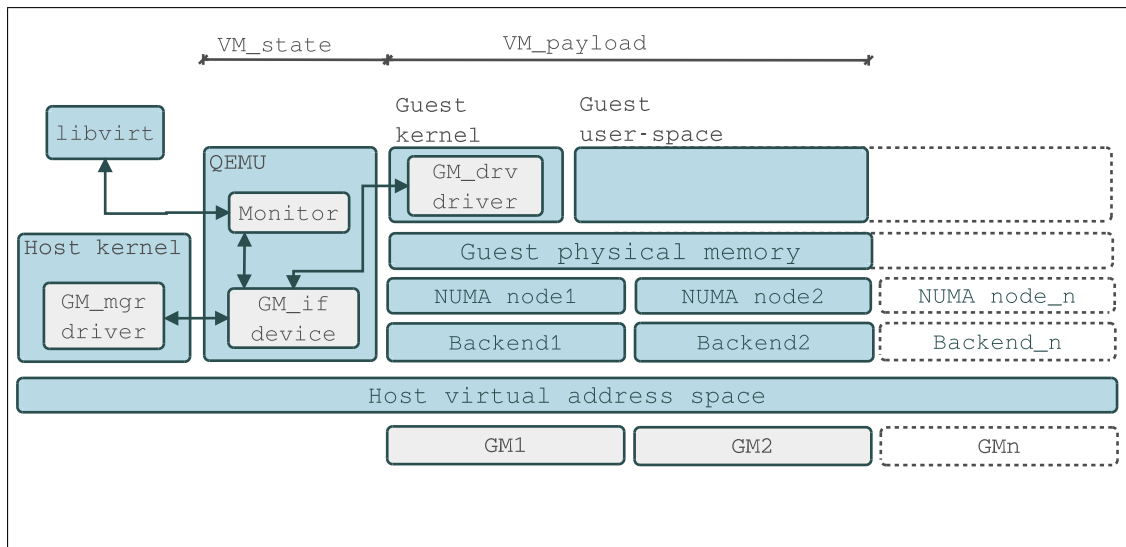 VM_state
VM_payload
Guest
kernel
Guest
user-space
libvirt
QEMU
GM_drv
driver
Monitor
Host kernel
Guest physical memory
GM_mgr
driver
GM_if
device
NUMA node1
NUMA node2
NUMA node_n
Backend1
Backend2
Backend_n
Host virtual address space
GM1
GM2
GMn